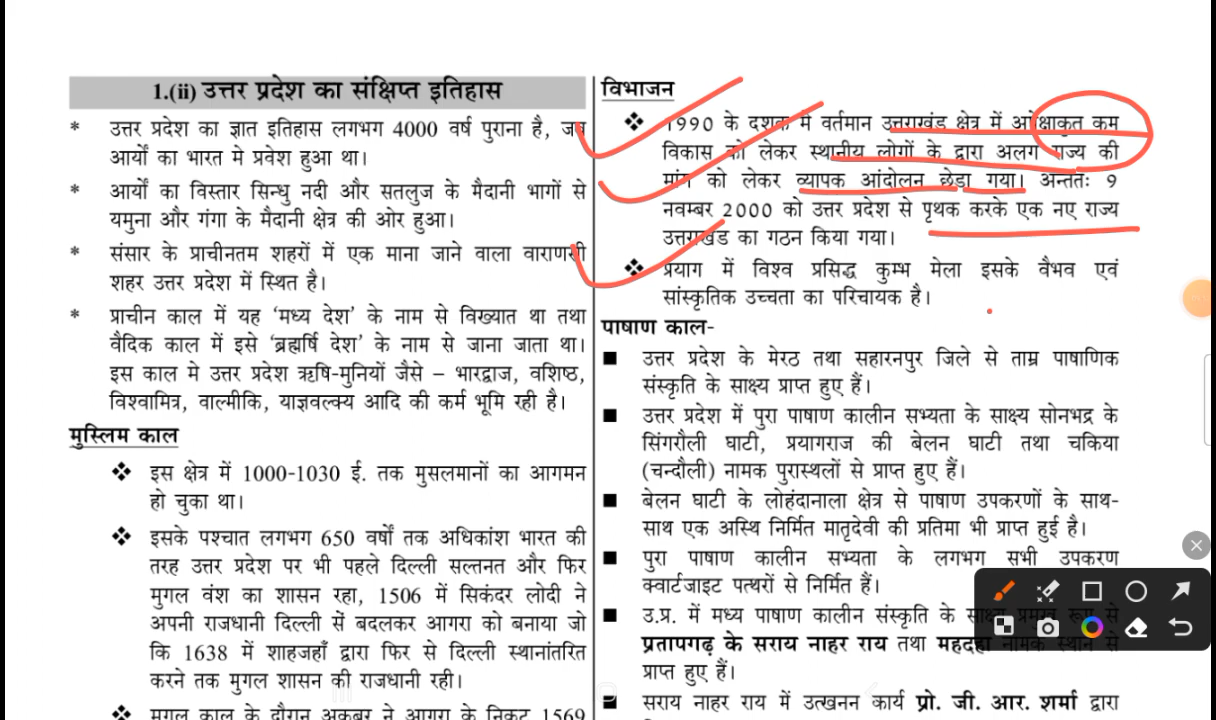 1.(ii) उत्तर प्रदेश का संक्षिप्त इतिहास
* उत्तर प्रदेश का ज्ञात इतिहास लगभग 4000 वर्ष पुराना है, जब
आर्यों का भारत मे प्रवेश हुआ था।
* आर्यों का विस्तार सिन्धु नदी और सतलुज के मैदानी भागों से
यमुना और गंगा के मैदानी क्षेत्र की ओर हुआ।
* संसार के प्राचीनतम शहरों में एक माना जाने वाला वाराणसी
शहर उत्तर प्रदेश में स्थित है।
* प्राचीन काल में यह ‘मध्य देश’ के नाम से विख्यात था तथा
वैदिक काल में इसे ‘ब्रह्मर्षि देश’ के नाम से जाना जाता था।
इस काल मे उत्तर प्रदेश ऋषि-मुनियों जैसे – भारद्वाज, वशिष्ठ,
विश्वामित्र, वाल्मीकि, याज्ञवल्क्य आदि की कर्म भूमि रही है।
मुस्लिम काल
❖ इस क्षेत्र में 1000-1030 ई. तक मुसलमानों का आगमन
हो चुका था।
❖ इसके पश्चात लगभग 650 वर्षों तक अधिकांश भारत की
तरह उत्तर प्रदेश पर भी पहले दिल्ली सल्तनत और फिर
मुगल वंश का शासन रहा, 1506 में सिकंदर लोदी ने
अपनी राजधानी दिल्ली सें बदलकर आगरा को बनाया जो
कि 1638 में शाहजहाँ द्वारा फिर से दिल्ली स्थानांतरित
करने तक मुगल शासन की राजधानी रही।
❖ मुगल काल के दौरान अकबर ने आगरा के निकट 1569
विभाजन
❖ 1990 के दशक में वर्तमान उत्तराखंड क्षेत्र में अपेक्षाकृत कम
विकास को लेकर स्थानीय लोगों के द्वारा अलग राज्य की
मांग को लेकर व्यापक आंदोलन छेडा गया। अन्ततः 9
नवम्बर 2000 को उत्तर प्रदेश से पृथक करके एक नए राज्य
उत्तराखंड का गठन किया गया।
❖ प्रयाग में विश्व प्रसिद्ध कुम्भ मेला इसके वैभव एवं
सांस्कृतिक उच्चता का परिचायक है।
पाषाण काल-
■ उत्तर प्रदेश के मेरठ तथा सहारनपुर जिले से ताम्र पाषाणिक
संस्कृति के साक्ष्य प्राप्त हुए हैं।
■ उत्तर प्रदेश में पुरा पाषाण कालीन सभ्यता के साक्ष्य सोनभद्र के
सिंगरौली घाटी, प्रयागराज की बेलन घाटी तथा चकिया
(चन्दौली) नामक पुरास्थलों से प्राप्त हुए हैं।
■ बेलन घाटी के लोहंदानाला क्षेत्र से पाषाण उपकरणों के साथ-
साथ एक अस्थि निर्मित मातृदेवी की प्रतिमा भी प्राप्त हुई है।
■ पुरा पाषाण कालीन सभ्यता के लगभग सभी उपकरण
क्वार्टजाइट पत्थरों से निर्मित हैं।
■ उ.प्र. में मध्य पाषाण कालीन संस्कृति के साक्ष्य प्रमुख रूप से
प्रतापगढ़ के सराय नाहर राय तथा महदहा नामक स्थान से
प्राप्त हुए हैं।
■ सराय नाहर राय में उत्खनन कार्य प्रो. जी. आर. शर्मा द्वारा